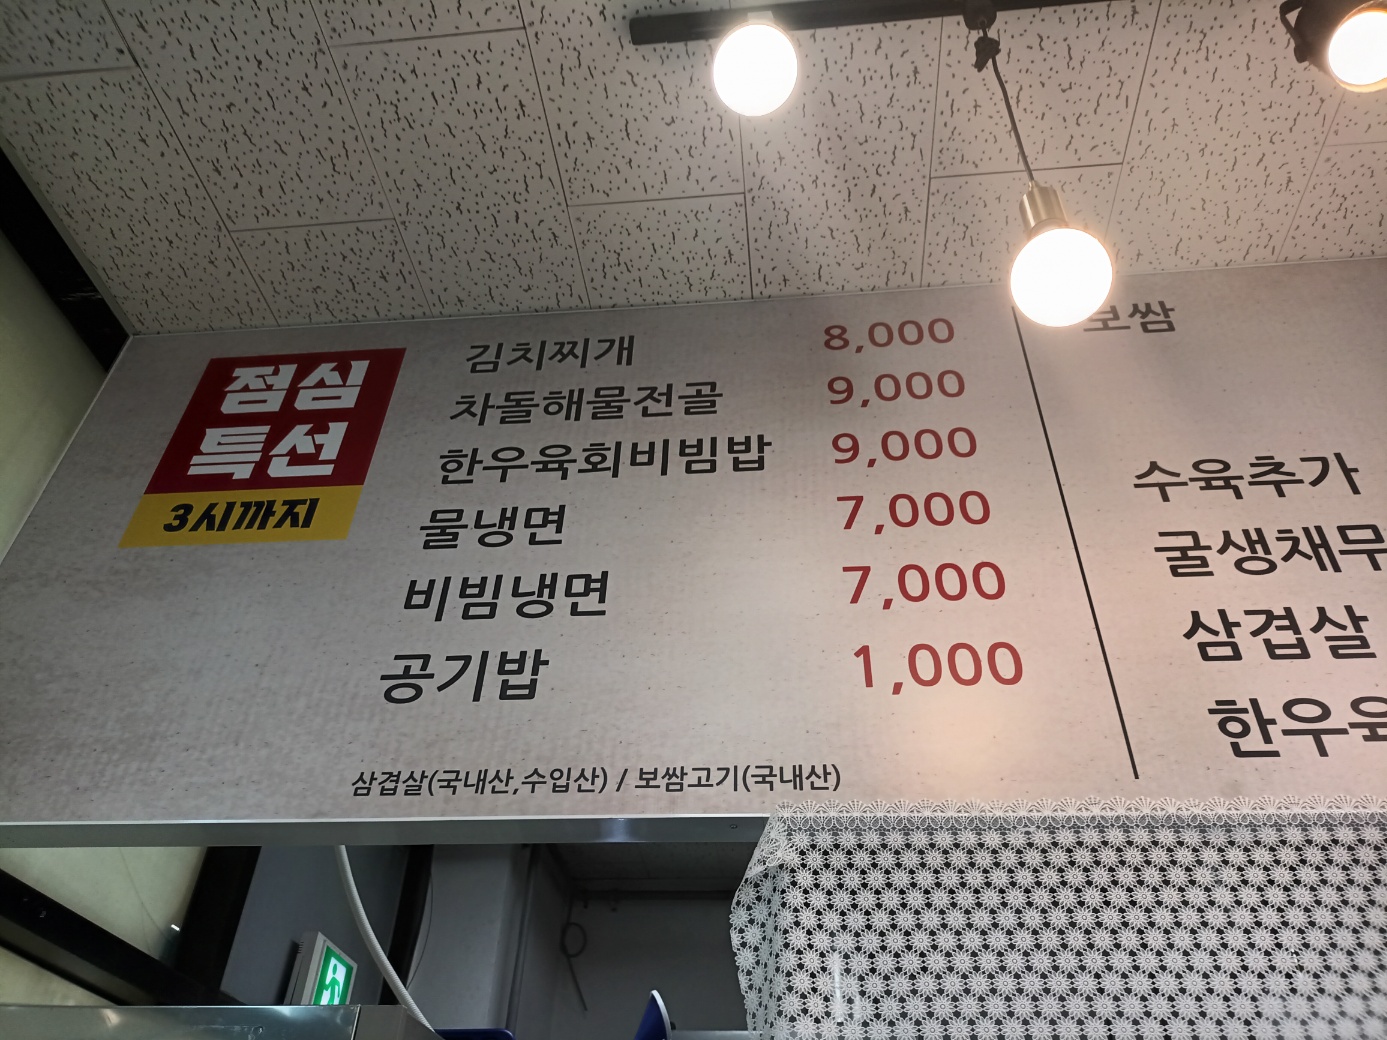 점심
특선
3시까지
김치찌개 8,000
차돌해물전골 9,000
한우육회비빔밥 9,000
물냉면 7,000
비빔냉면 7,000
공기밥 1,000
삼겹살(국내산,수입산) / 보쌈고기(국내산)
보쌈
수육추가
굴생채무
삼겹살
한우육